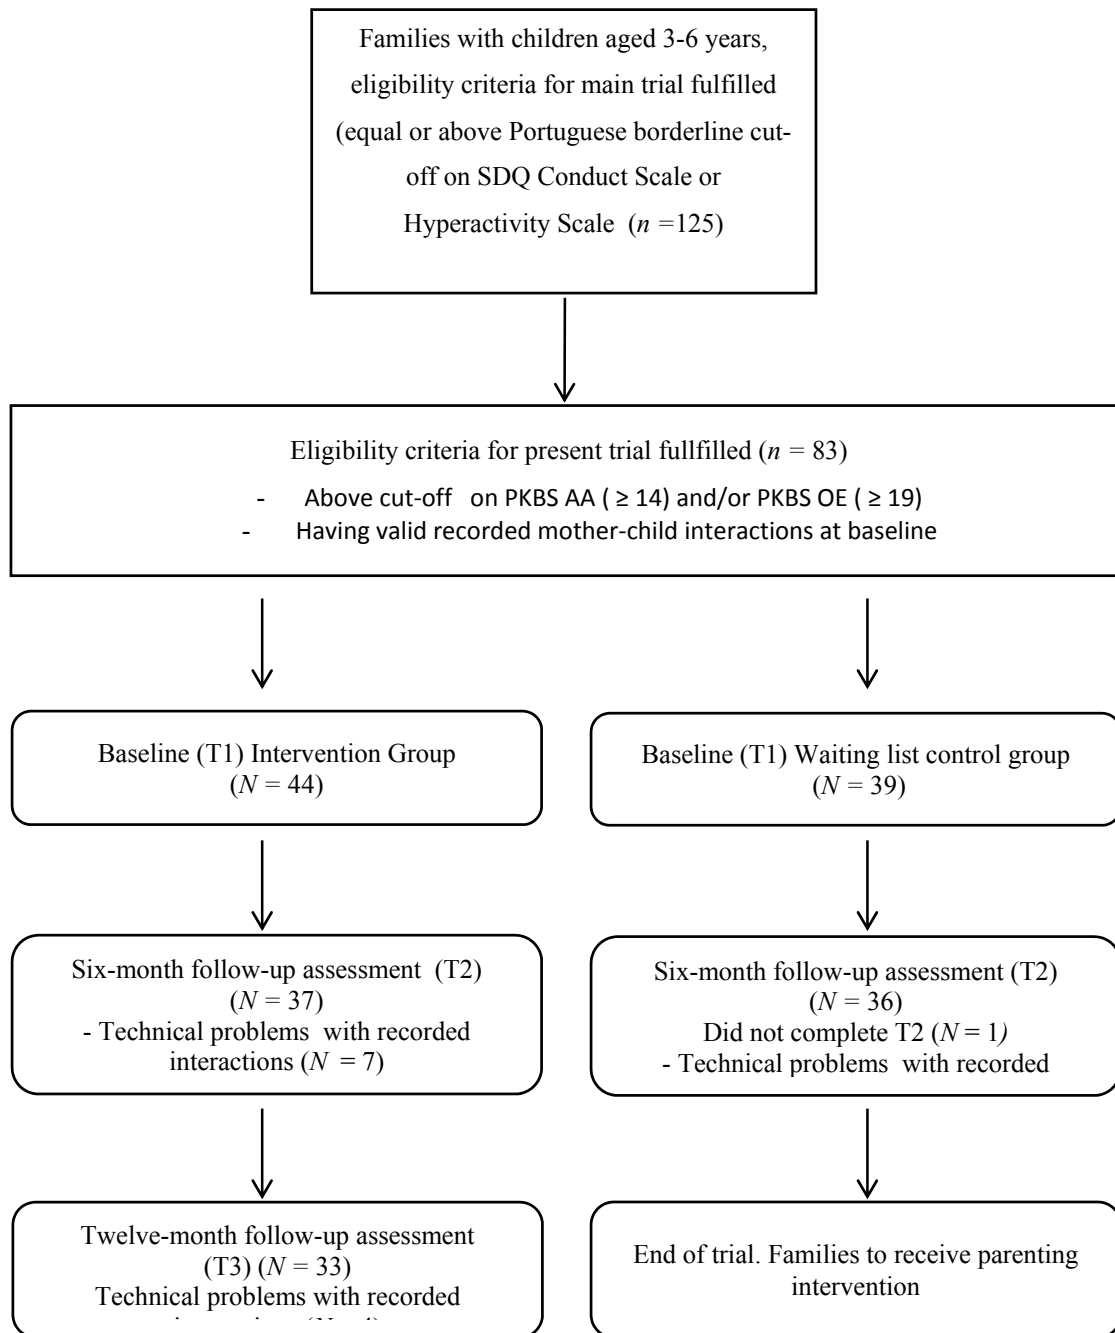 Families with children aged 3-6 years,
eligibility criteria for main trial fulfilled
(equal or above Portuguese borderline cut-
off on SDQ Conduct Scale or
Hyperactivity Scale (n =125)
Eligibility criteria for present trial fullfilled (n = 83)
- Above cut-off on PKBS AA ( ≥ 14) and/or PKBS OE ( ≥ 19)
- Having valid recorded mother-child interactions at baseline
Baseline (T1) Intervention Group
(N = 44)
Baseline (T1) Waiting list control group
(N = 39)
Six-month follow-up assessment (T2)
(N = 37)
- Technical problems with recorded
interactions (N = 7)
Six-month follow-up assessment (T2)
(N = 36)
Did not complete T2 (N = 1)
- Technical problems with recorded
Twelve-month follow-up assessment
(T3) (N = 33)
Technical problems with recorded
End of trial. Families to receive parenting
intervention